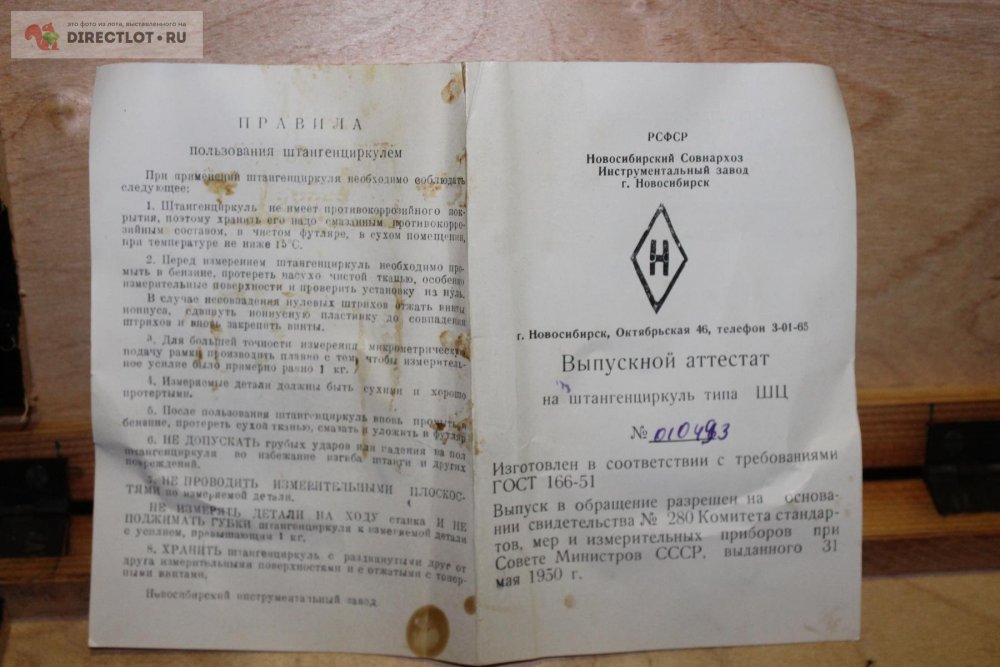 это фото из лота, выставленного на
DIRECTLOT.RU
ПРАВИЛА
пользования штангенциркулем
При применении штангенциркуля необходимо соблюдать
следующее:
1. Штангенциркуль не имеет противокоррозийного пок-
рытия, поэтому хранить его надо смазанным противокорро-
зийным составом, в чистом футляре, в сухом помещении,
при температуре не ниже 15°С.
2. Перед измерением штангенциркуль необходимо про-
мыть в бензине, протереть насухо чистой тканью, особенно
измерительные поверхности и проверить установку на нуль.
В случае несовпадения нулевых штрихов отжать винты
нониуса, сдвинуть нониусную пластинку до совпадения
штрихов и вновь закрепить винты.
3. Для большей точности измерения микрометрическую
подачу рамки производить плавно с тем, чтобы измеритель-
ное усилие было примерно равно 1 кг.
4. Измеряемые детали должны быть сухими и хорошо
протертыми.
5. После пользования штангенциркуль вновь промыть в
бензине, протереть сухой тканью, смазать и уложить в футляр
6. НЕ ДОПУСКАТЬ грубых ударов или падения на пол
штангенциркуля во избежание изгиба штанги и других
повреждений.
7. НЕ ПРОВОДИТЬ ИЗМЕРИТЕЛЬНЫМИ ПЛОСКОС-
ТЯМИ по измеряемой детали.
НЕ ИЗМЕРЯТЬ ДЕТАЛИ НА ХОДУ станка И НЕ
ПОДЖИМАТЬ ГУБКИ штангенциркуля к измеряемой детали
с усилием, превышающим 1 кг.
8. ХРАНИТЬ штангенциркуль с раздвинутыми друг от
друга измерительными поверхностями и с отжатыми стопор-
ными винтами.
Новосибирский инструментальный завод
РСФСР
Новосибирский Совнархоз
Инструментальный завод
г. Новосибирск
Н
г. Новосибирск, Октябрьская 46, телефон 3-01-65
Выпускной аттестат
на штангенциркуль типа ШЦ
№ 010493
Изготовлен в соответствии с требованиями
ГОСТ 166-51
Выпуск в обращение разрешен на основа-
нии свидетельства № 280 Комитета стандар-
тов, мер и измерительных приборов при
Совете Министров СССР, выданного 31
мая 1950 г.